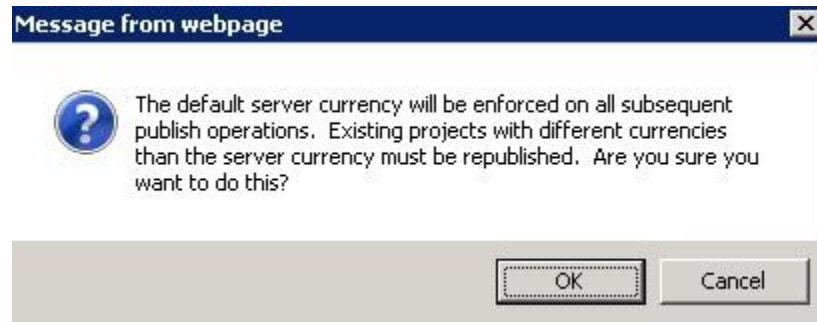 Message from webpage
The default server currency will be enforced on all subsequent
publish operations.  Existing projects with different currencies
than the server currency must be republished.  Are you sure you
want to do this?
OK
Cancel